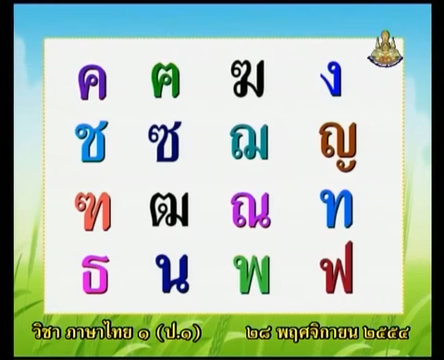 ค ฅ ฆ ง
ช ซ ฌ ญ
ฑ ฒ ณ ท
ธ น พ ฟ
วิชา ภาษาไทย ๑ (ป.๑) ๒๘ พฤศจิกายน ๒๕๕๔